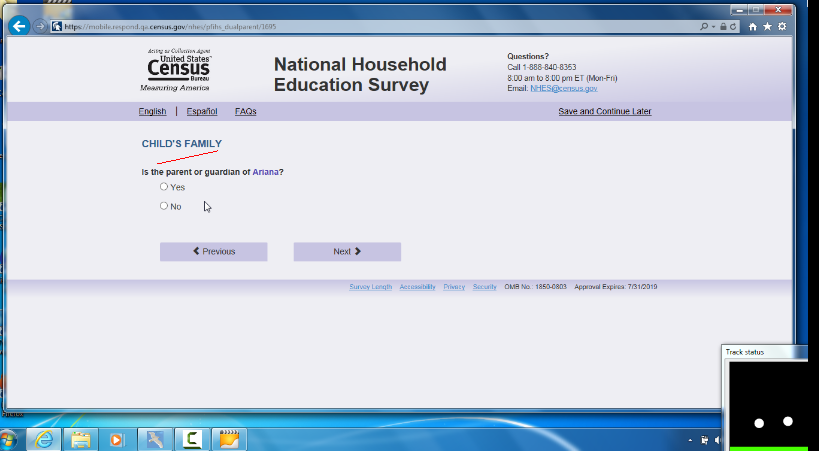 https://mobile.respond.qa.census.gov/nhes/pfihs_dualparent/1695
Acting as Collection Agent
United States™
Census
Bureau
Measuring America
National Household
Education Survey
Questions?
Call 1-888-840-8353
8:00 am to 8:00 pm ET (Mon-Fri)
Email: NHES@census.gov
English | Español FAQs
Save and Continue Later
CHILD'S FAMILY
Is the parent or guardian of Ariana?
Yes
No
Previous
Next
Survey Length Accessibility Privacy Security OMB No.: 1850-0803 Approval Expires: 7/31/2019
Track status